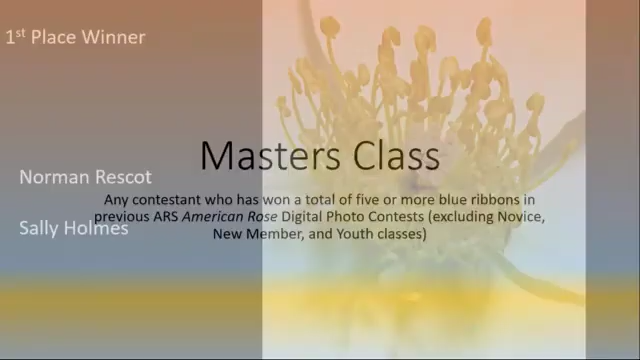 1st Place Winner
Masters Class
Norman Rescot
Any contestant who has won a total of five or more blue ribbons in
previous ARS American Rose Digital Photo Contests (excluding Novice,
Sally Holmes
New Member, and Youth classes)